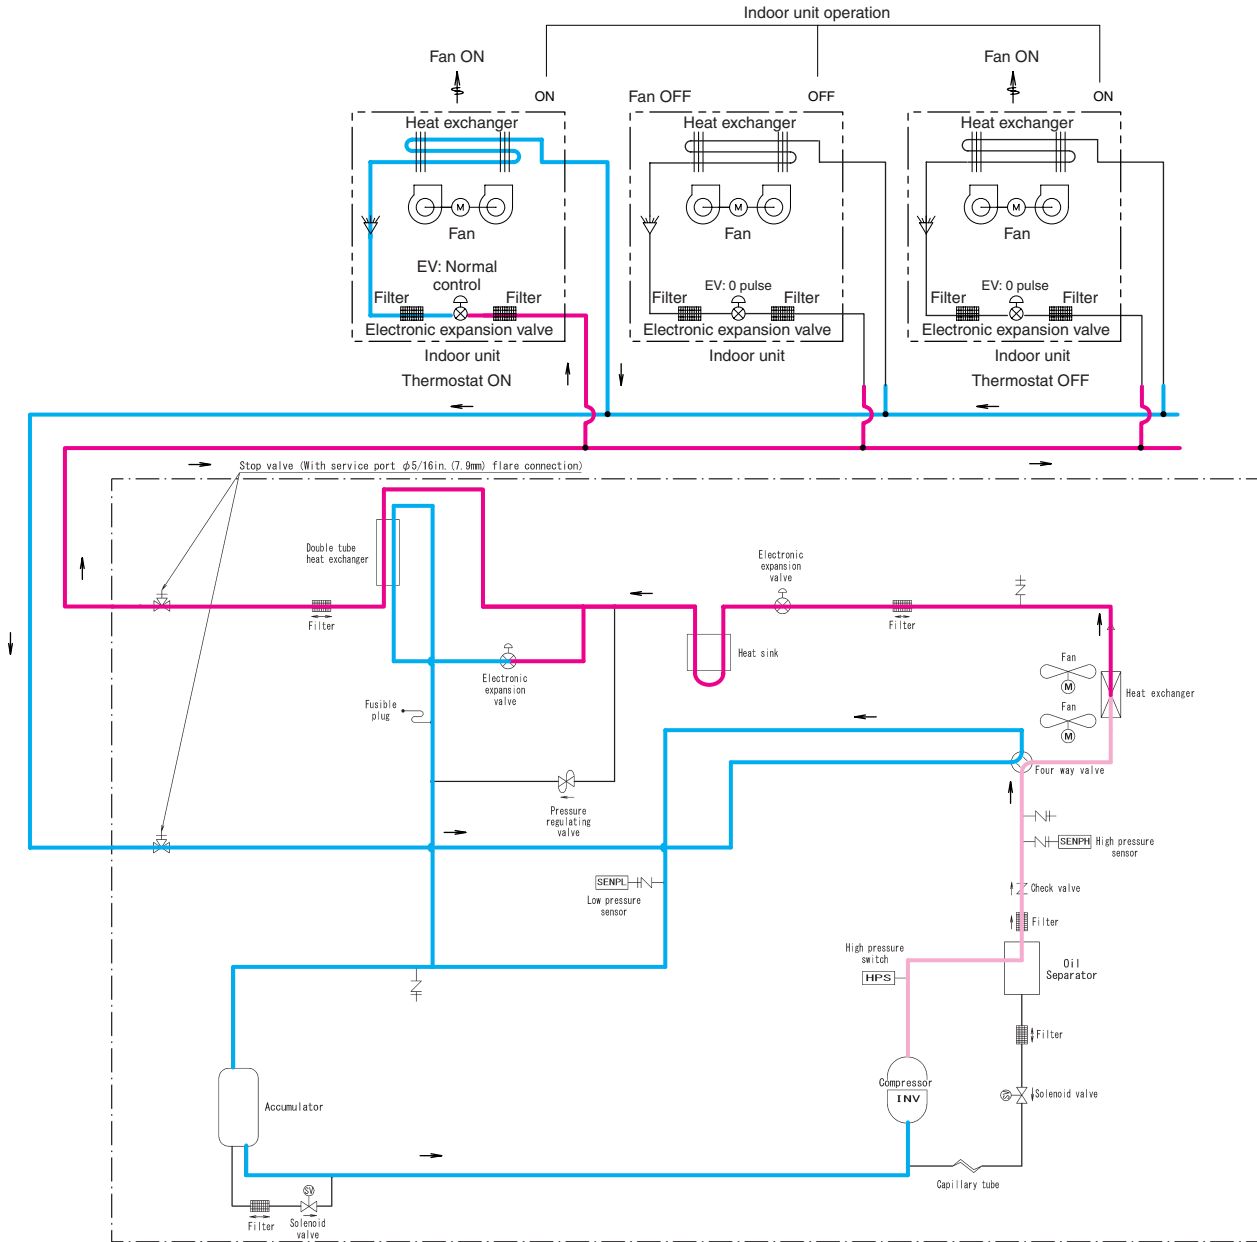 Indoor unit operation
Fan ON
Fan ON
ON
Fan OFF
OFF
ON
Heat exchanger
Heat exchanger
Heat exchanger
M
M
M
Fan
Fan
Fan
EV: Normal
control
EV: 0 pulse
EV: 0 pulse
Filter
Filter
Filter
Filter
Filter
Filter
Electronic expansion valve
Electronic expansion valve
Electronic expansion valve
Indoor unit
Indoor unit
Indoor unit
Thermostat ON
Thermostat OFF
Stop valve (With service port φ5/16in. (7.9mm) flare connection)
Double tube
heat exchanger
Electronic
expansion
valve
Filter
Filter
Heat sink
Fan
M
Heat exchanger
Fan
M
Electronic
expansion
valve
Fusible
plug
Four way valve
Pressure
regulating
valve
SENPH
High pressure
sensor
SENPL
Low pressure
sensor
Check valve
Filter
High pressure
switch
HPS
Oil
Separator
Filter
Compressor
INV
SV
Solenoid valve
Accumulator
Capillary tube
SV
Filter
Solenoid
valve